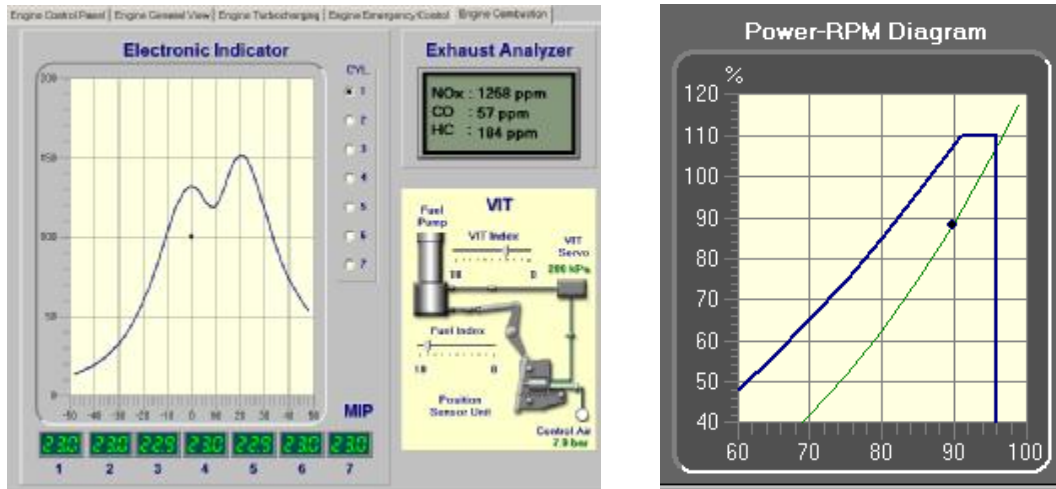 Engine Control Panel Engine General View Engine Turbocharging Engine Emergency Control Engine Combustion
Electronic Indicator
CYL.
1
2
3
4
5
6
7
200
150
100
50
0
-50 -40 -30 -20 -10 0 10 20 30 40 50
MIP
23.0 23.0 22.9 23.0 22.9 23.0 23.0
1 2 3 4 5 6 7
Exhaust Analyzer
NOx : 1268 ppm
CO : 57 ppm
HC : 184 ppm
VIT
Fuel
Pump
VIT Index
10 0
VIT
Servo
Fuel Index
10 0
Position
Sensor Unit
Control Air
7.9 bar
Power-RPM Diagram
%
120
110
100
90
80
70
60
50
40
60 70 80 90 100